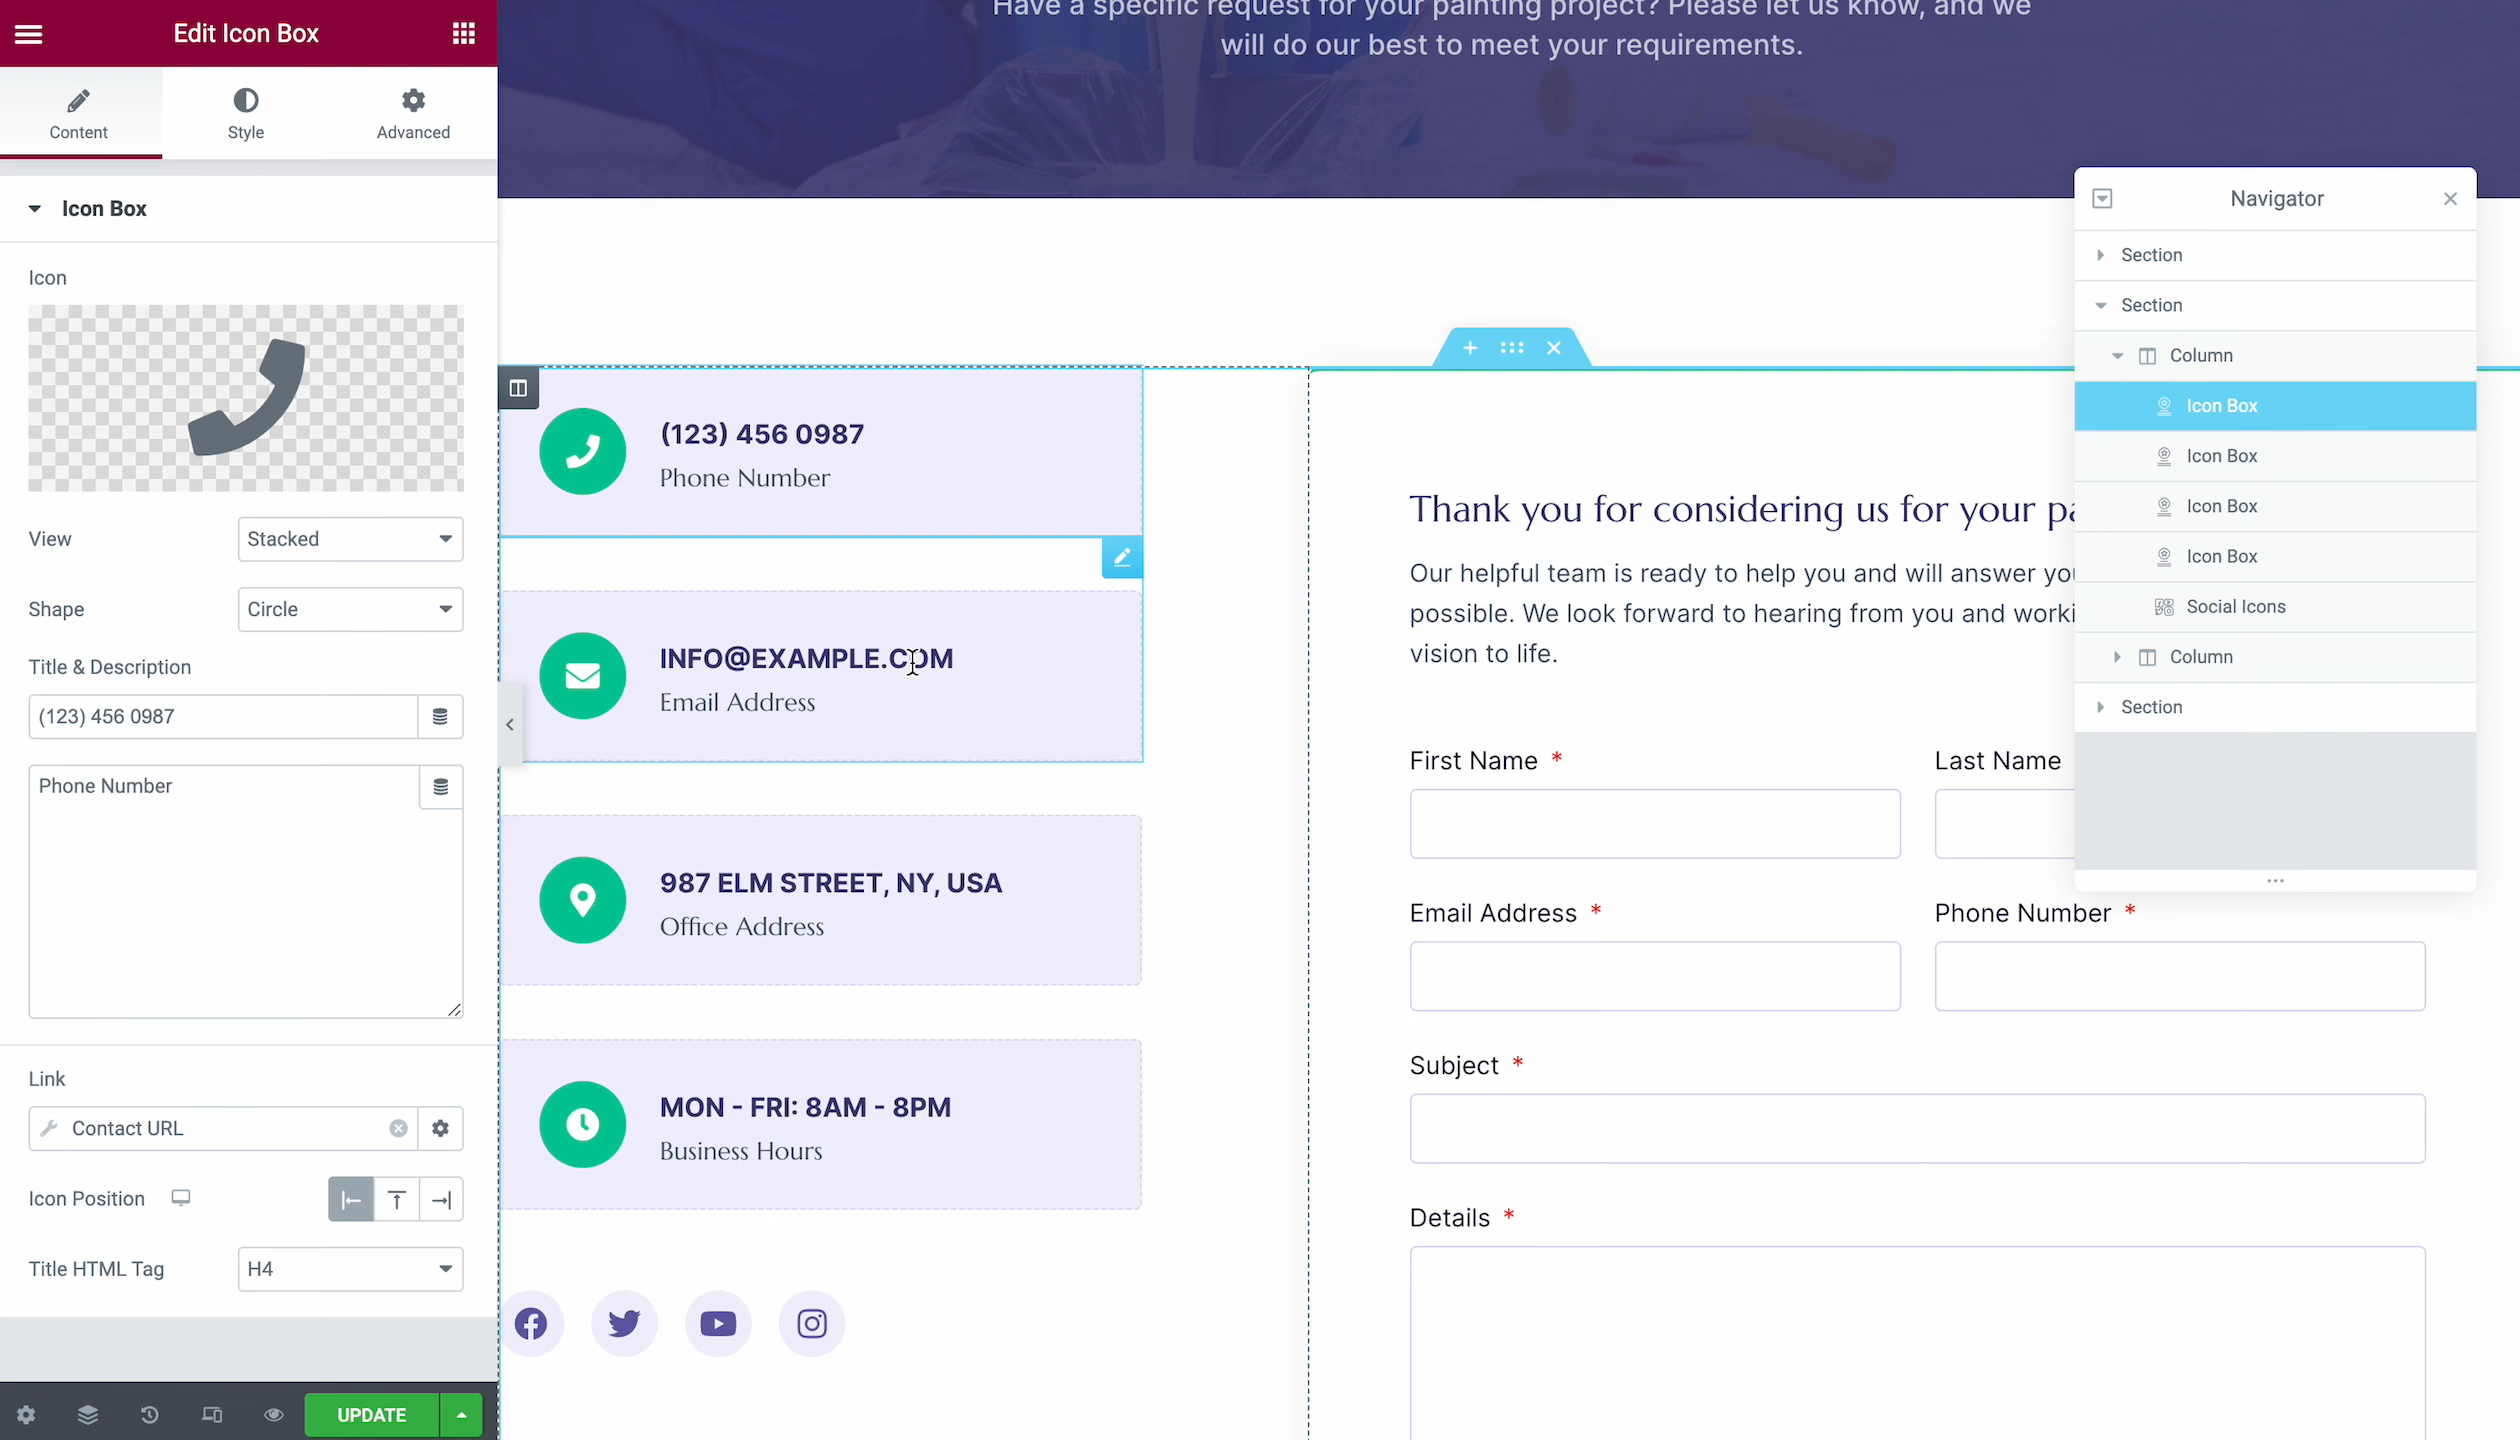 Edit Icon Box
Content
Style
Advanced
Icon Box
Icon
View
Stacked
Shape
Circle
Title & Description
(123) 456 0987
Phone Number
Link
Contact URL
Icon Position
Title HTML Tag
H4
UPDATE
Have a specific request for your painting project? Please let us know, and we
will do our best to meet your requirements.
(123) 456 0987
Phone Number
INFO@EXAMPLE.COM
Email Address
987 ELM STREET, NY, USA
Office Address
MON - FRI: 8AM - 8PM
Business Hours
Thank you for considering us for your
Our helpful team is ready to help you and will answer
possible. We look forward to hearing from you and
vision to life.
First Name *
Last Name
Email Address *
Phone Number *
Subject *
Details *
Navigator
Section
Section
Column
Icon Box
Icon Box
Icon Box
Icon Box
Social Icons
Column
Section